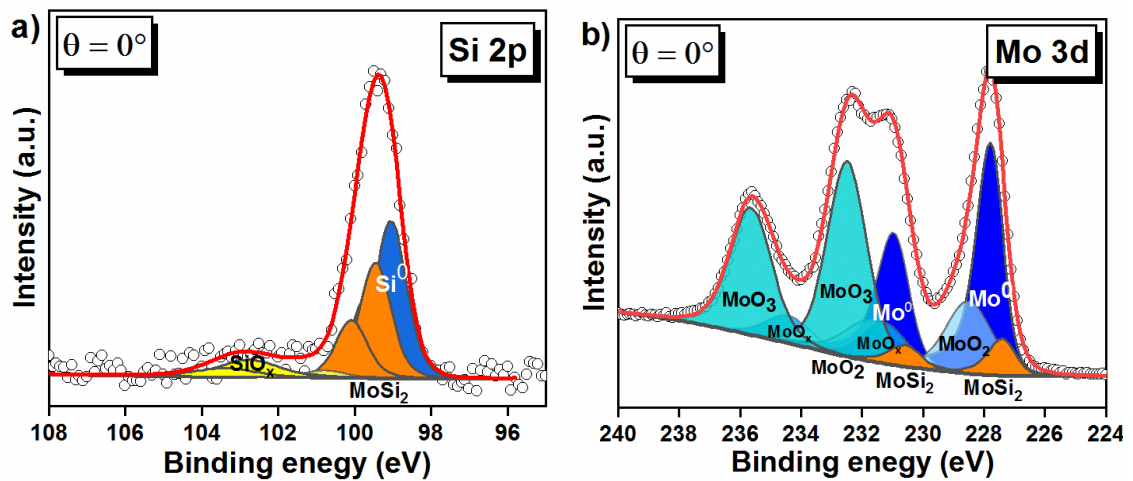 a)
θ = 0°
Si 2p
Intensity (a.u.)
Si⁰
SiOₓ
MoSi₂
108 106 104 102 100 98 96
Binding enegy (eV)
b)
θ = 0°
Mo 3d
Intensity (a.u.)
MoO₃
MoO₃
Mo⁰
Mo⁰
MoOₓ
MoOₓ
MoO₂
MoO₂
MoSi₂
MoSi₂
240 238 236 234 232 230 228 226 224
Binding enegy (eV)